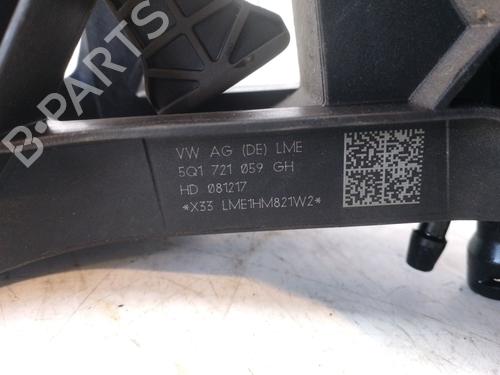 B-PARTS
VW AG (DE) LME
5Q1 721 059 GH
HD 081217
*X33 LME1HM821W2*